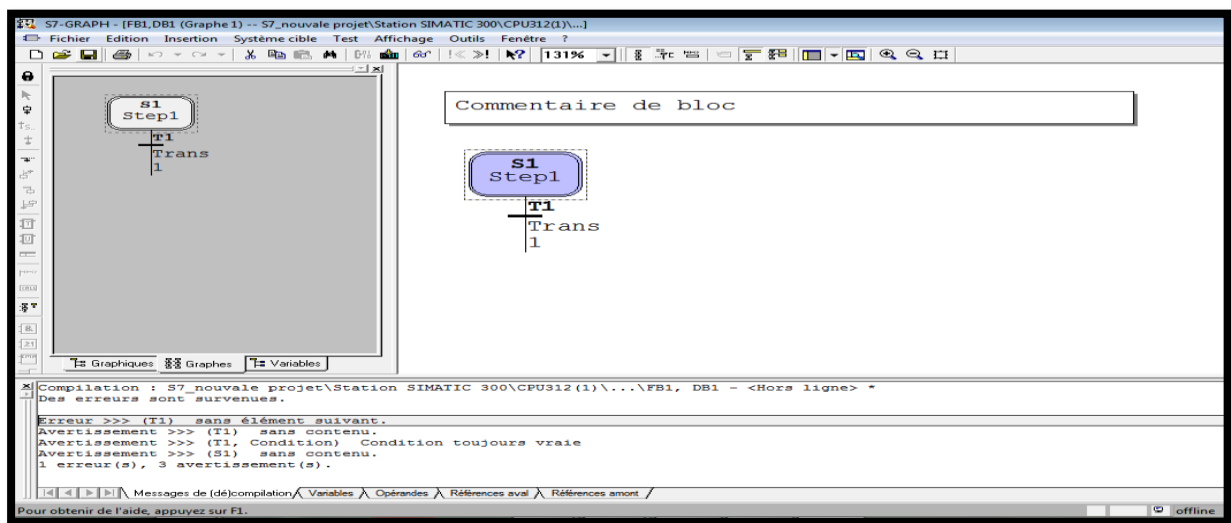 S7-GRAPH - [FB1,DB1 (Graphe 1) -- S7_nouvale projet\Station SIMATIC 300\CPU312(1)\...]
Fichier Edition Insertion Système cible Test Affichage Outils Fenêtre ?
131%
S1
Step1
T1
Trans
1
Graphiques Graphes Variables
Commentaire de bloc
S1
Step1
T1
Trans
1
Compilation : S7_nouvale projet\Station SIMATIC 300\CPU312(1)\...\FB1, DB1 - <Hors ligne> *
Des erreurs sont survenues.
Erreur >>> (T1) sans élément suivant.
Avertissement >>> (T1) sans contenu.
Avertissement >>> (T1, Condition) Condition toujours vraie
Avertissement >>> (S1) sans contenu.
1 erreur(s), 3 avertissement(s).
Messages de (dé)compilation Variables Opérandes Références aval Références amont
Pour obtenir de l'aide, appuyez sur F1. offline